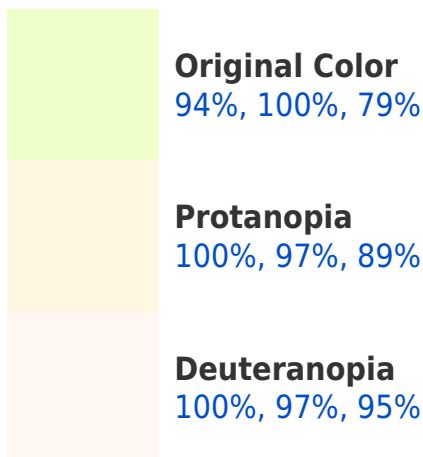 Original Color
94%, 100%, 79%
Protanopia
100%, 97%, 89%
Deuteranopia
100%, 97%, 95%